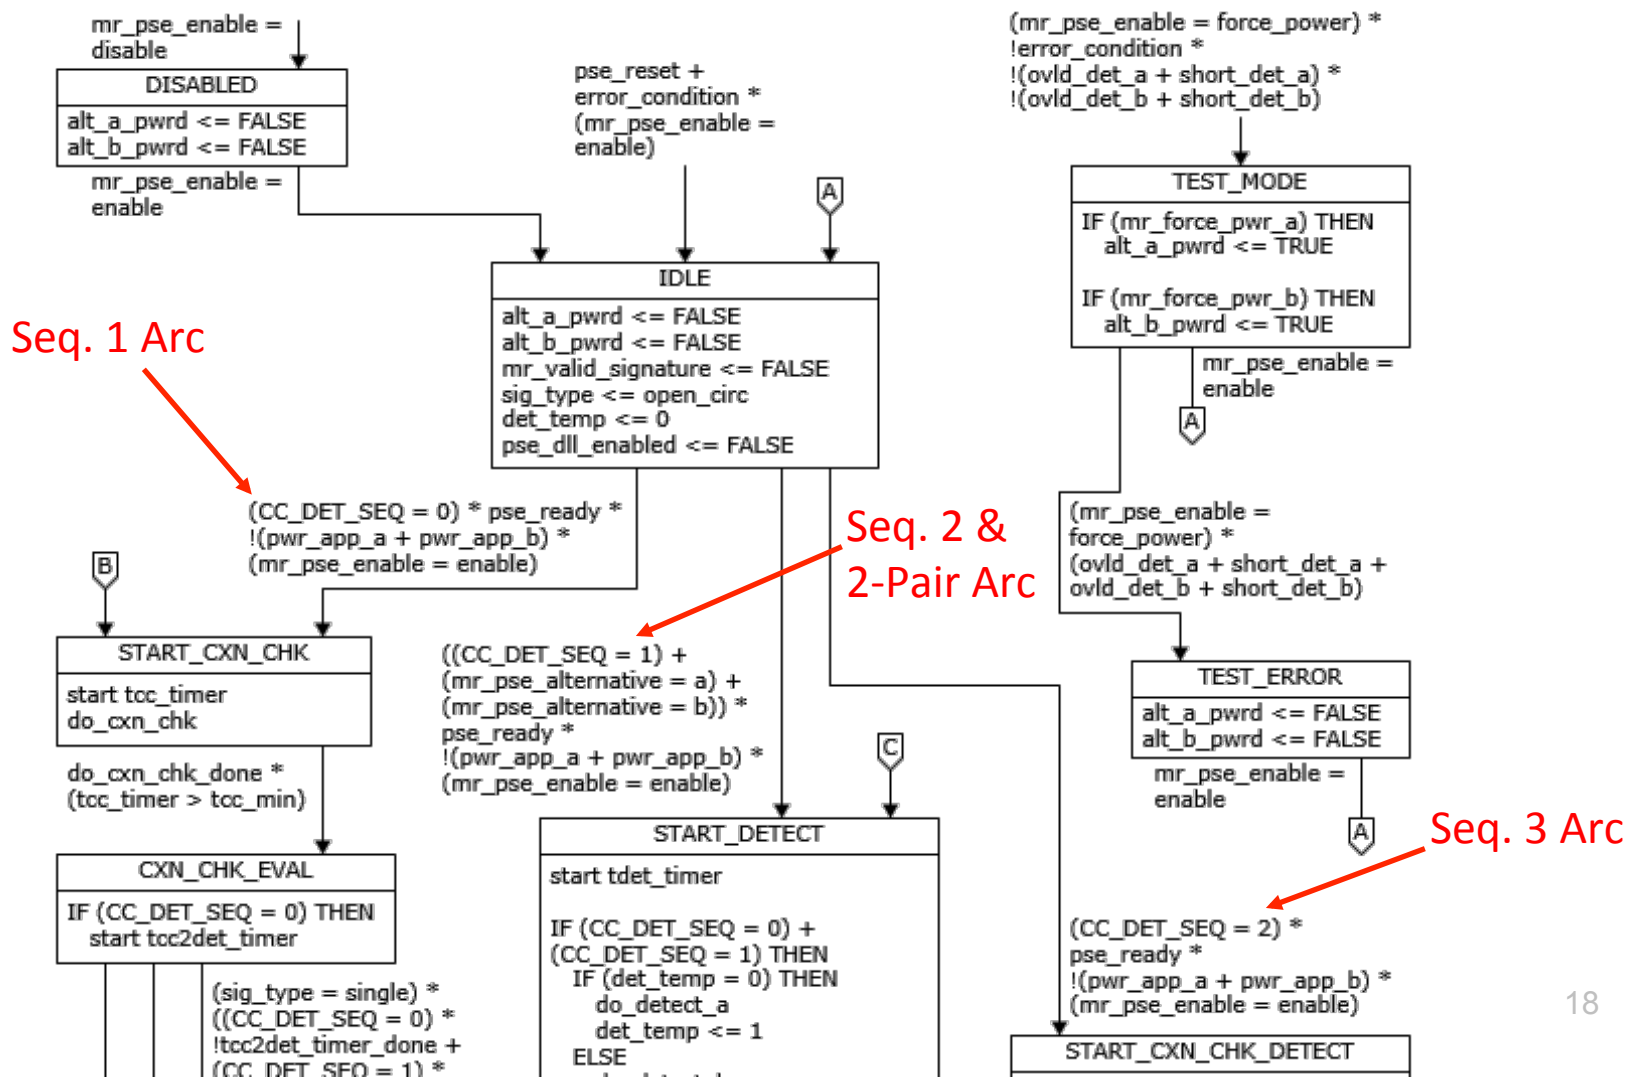 mr_pse_enable =
disable
DISABLED
alt_a_pwrd <= FALSE
alt_b_pwrd <= FALSE
mr_pse_enable =
enable
pse_reset +
error_condition *
(mr_pse_enable =
enable)
A
(mr_pse_enable = force_power) *
!error_condition *
!(ovld_det_a + short_det_a) *
!(ovld_det_b + short_det_b)
TEST_MODE
IF (mr_force_pwr_a) THEN
alt_a_pwrd <= TRUE
IF (mr_force_pwr_b) THEN
alt_b_pwrd <= TRUE
mr_pse_enable =
enable
A
IDLE
alt_a_pwrd <= FALSE
alt_b_pwrd <= FALSE
mr_valid_signature <= FALSE
sig_type <= open_circ
det_temp <= 0
pse_dll_enabled <= FALSE
Seq. 1 Arc
(CC_DET_SEQ = 0) * pse_ready *
!(pwr_app_a + pwr_app_b) *
(mr_pse_enable = enable)
Seq. 2 &
2-Pair Arc
(mr_pse_enable =
force_power) *
(ovld_det_a + short_det_a +
ovld_det_b + short_det_b)
B
START_CXN_CHK
start tcc_timer
do_cxn_chk
do_cxn_chk_done *
(tcc_timer > tcc_min)
((CC_DET_SEQ = 1) +
(mr_pse_alternative = a) +
(mr_pse_alternative = b)) *
pse_ready *
!(pwr_app_a + pwr_app_b) *
(mr_pse_enable = enable)
C
TEST_ERROR
alt_a_pwrd <= FALSE
alt_b_pwrd <= FALSE
mr_pse_enable =
enable
A
Seq. 3 Arc
CXN_CHK_EVAL
IF (CC_DET_SEQ = 0) THEN
start tcc2det_timer
(sig_type = single) *
((CC_DET_SEQ = 0) *
!tcc2det_timer_done +
(CC_DET_SEQ = 1) *
START_DETECT
start tdet_timer
IF (CC_DET_SEQ = 0) +
(CC_DET_SEQ = 1) THEN
IF (det_temp = 0) THEN
do_detect_a
det_temp <= 1
ELSE
(CC_DET_SEQ = 2) *
pse_ready *
!(pwr_app_a + pwr_app_b) *
(mr_pse_enable = enable)
START_CXN_CHK_DETECT
18